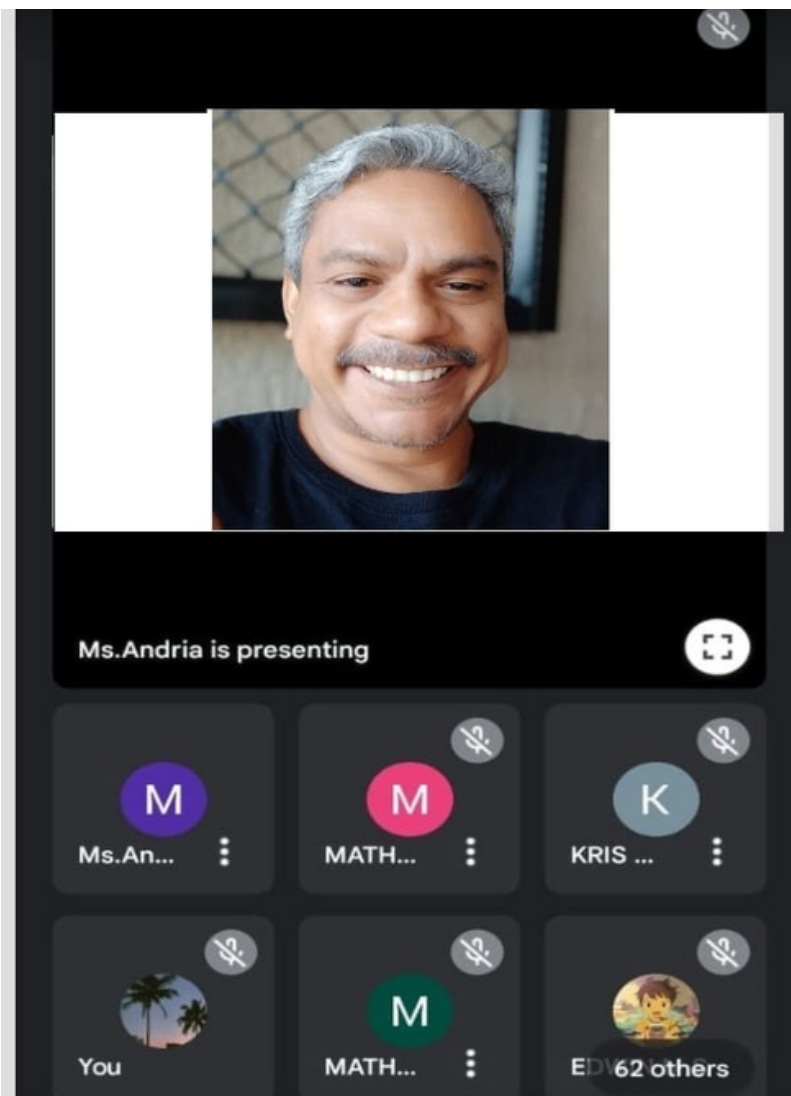 Ms.Andria is presenting
M
M
K
Ms.An...
MATH...
KRIS ...
M
You
MATH...
62 others